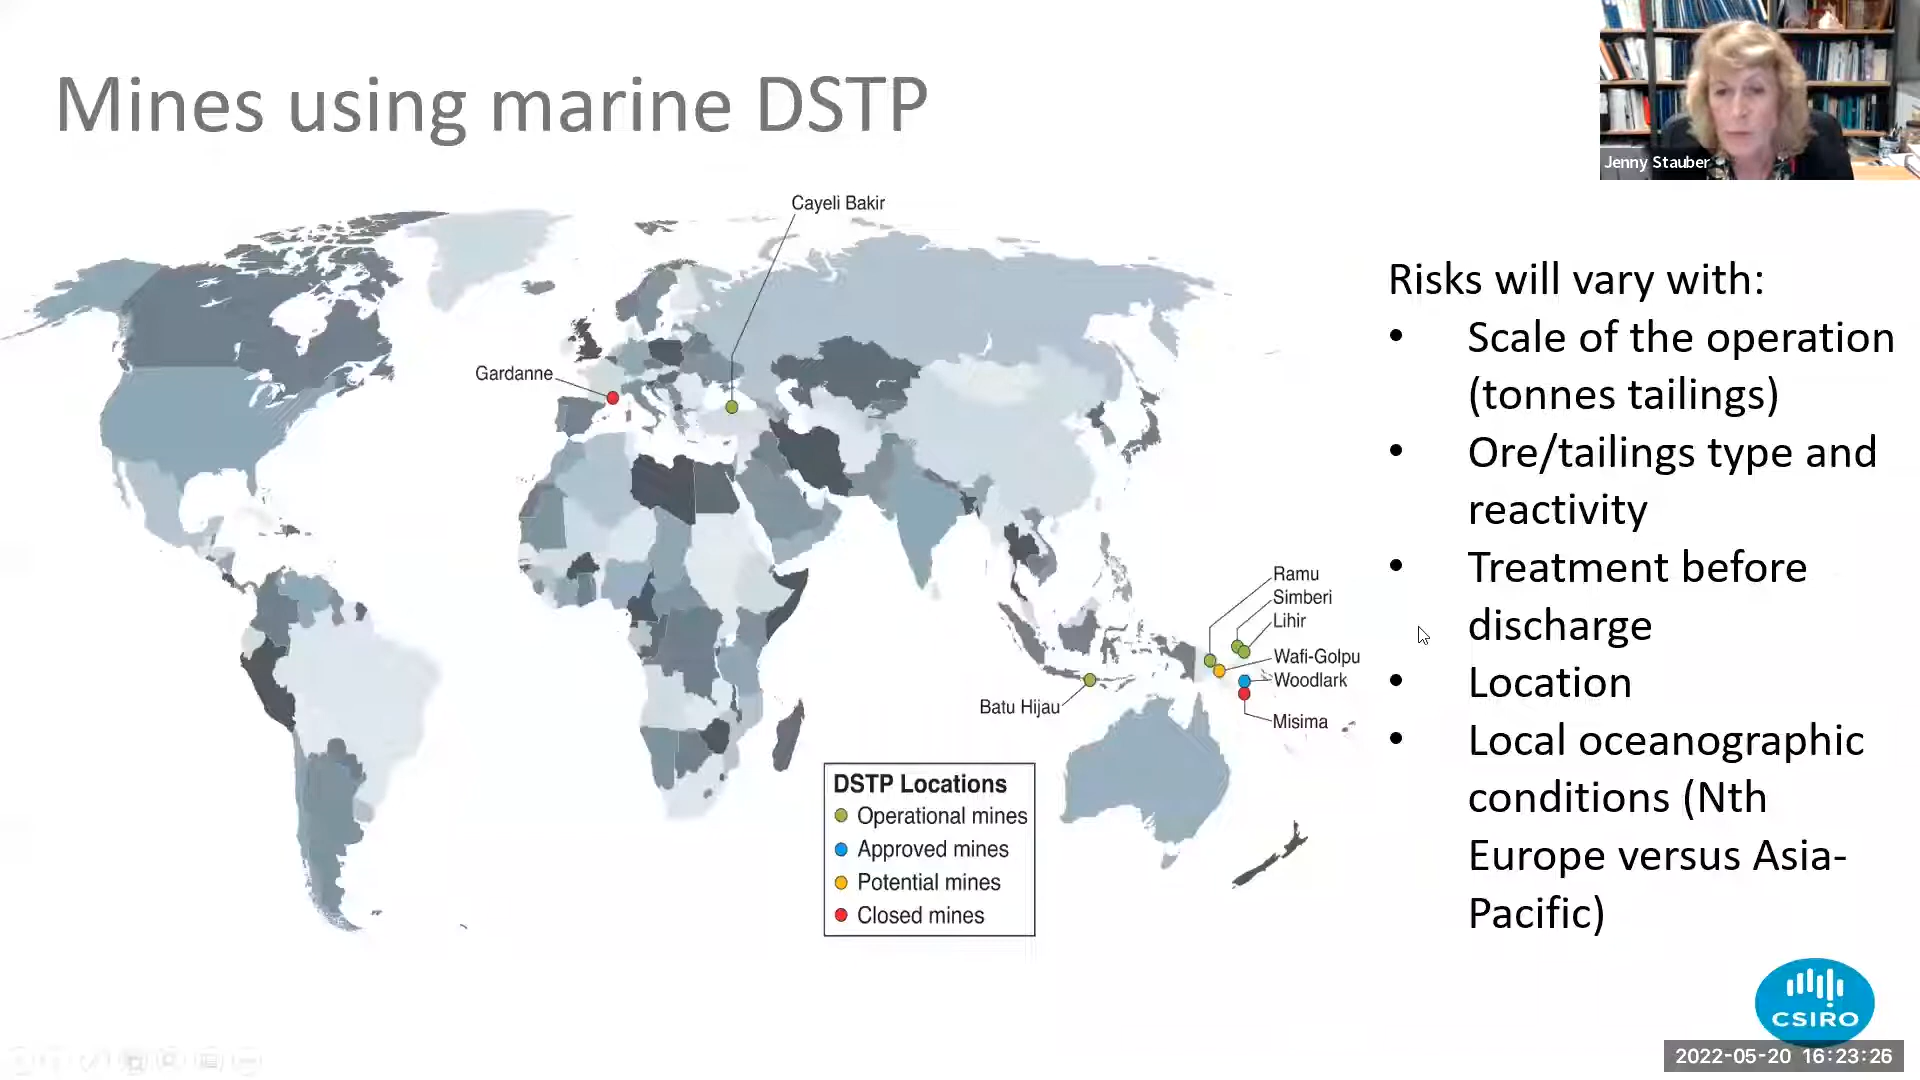 Mines using marine DSTP
Jenny Stauber
Cayeli Bakir
Gardanne
Ramu
Simberi
Lihir
Wafi-Golpu
Woodlark
Batu Hijau
Misima
DSTP Locations
Operational mines
Approved mines
Potential mines
Closed mines
Risks will vary with:
• Scale of the operation
(tonnes tailings)
• Ore/tailings type and
reactivity
• Treatment before
discharge
• Location
• Local oceanographic
conditions (Nth
Europe versus Asia-
Pacific)
CSIRO
2022-05-20 16:23:26